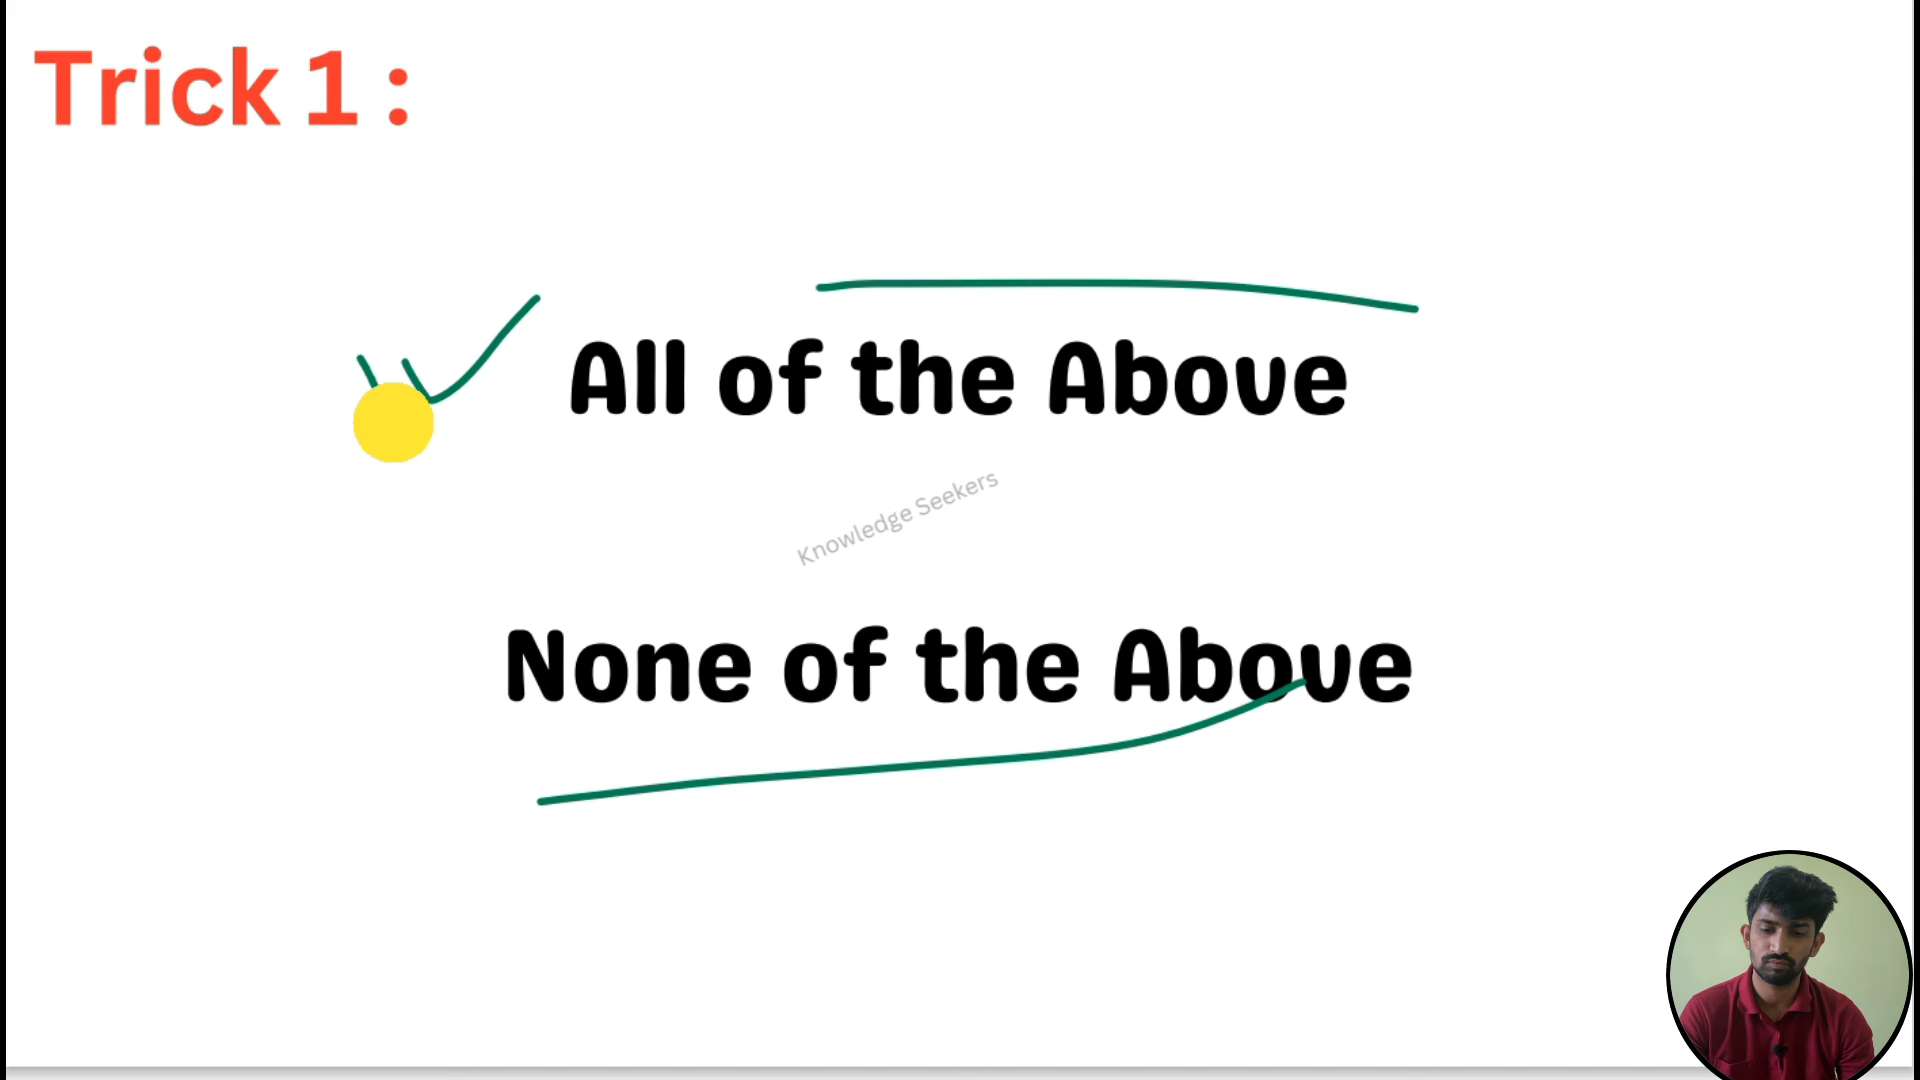 Trick 1 :
All of the Above
Knowledge Seekers
None of the Above